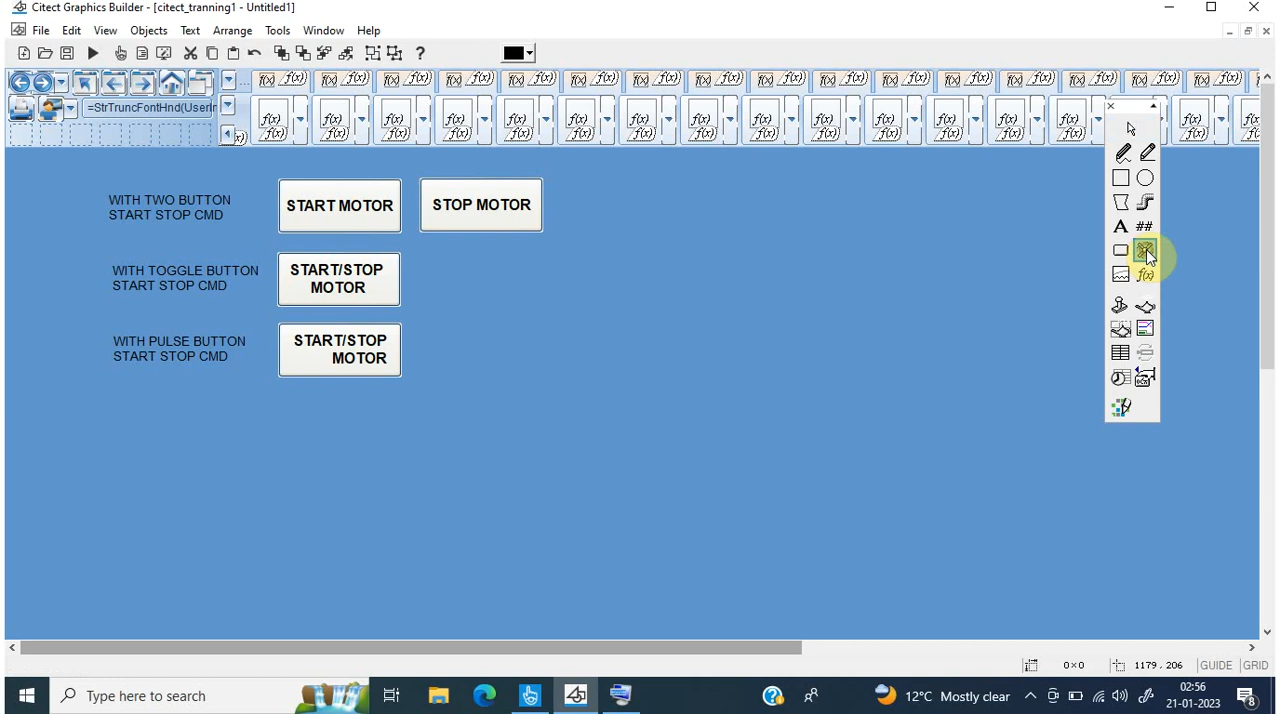 Citect Graphics Builder - [citect_tranning1 - Untitled1]
File Edit View Objects Text Arrange Tools Window Help
f(x) f(x) f(x) f(x) f(x) f(x) f(x) f(x) f(x) f(x) f(x) f(x) f(x) f(x) f(x) f(x) f(x) f(x) f(x) f(x) f(x) f(x) f(x) f(x) f(x) f(x) f(x) f(x) f(x) f(x) f(x) f(x)
=StrTruncFontHnd(UserIn
WITH TWO BUTTON
START STOP CMD
START MOTOR
STOP MOTOR
WITH TOGGLE BUTTON
START STOP CMD
START/STOP
MOTOR
WITH PULSE BUTTON
START STOP CMD
START/STOP
MOTOR
A ##
f(x)
0×0 1179 , 206 GUIDE GRID
Type here to search
12°C Mostly clear
02:56
21-01-2023
8